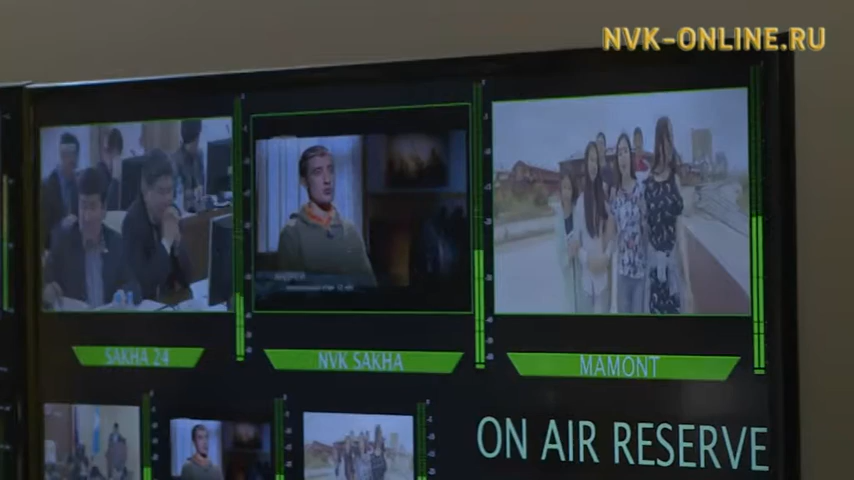 NVK-ONLINE.RU
SAKHA 24
NVK SAKHA
MAMONT
ON AIR RESERVE